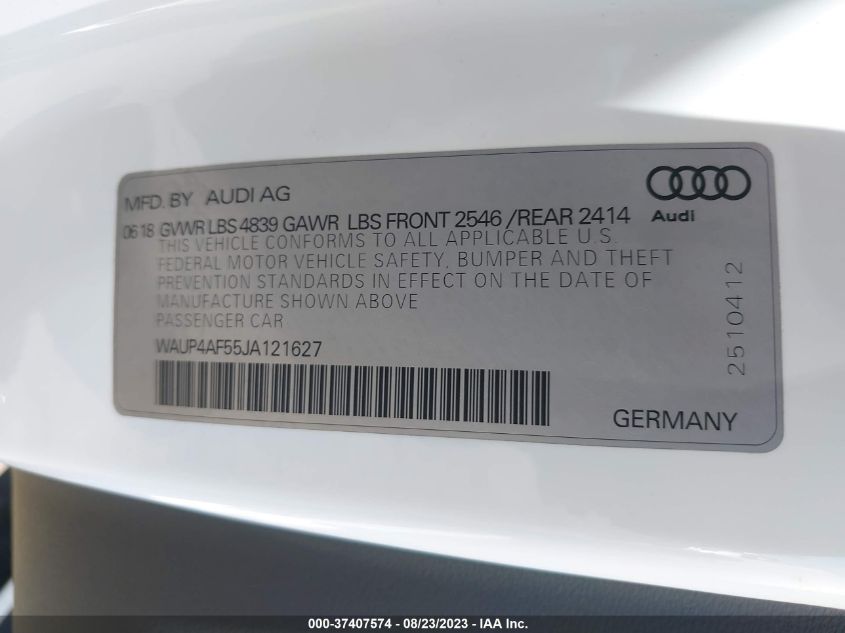 MFD. BY AUDI AG
Audi
06 18 GVWR LBS 4839 GAWR LBS FRONT 2546 /REAR 2414
THIS VEHICLE CONFORMS TO ALL APPLICABLE U.S.
FEDERAL MOTOR VEHICLE SAFETY, BUMPER AND THEFT
PREVENTION STANDARDS IN EFFECT ON THE DATE OF
MANUFACTURE SHOWN ABOVE
PASSENGER CAR
WAUP4AF55JA121627
2510412
GERMANY
000-37407574 - 08/23/2023 - IAA Inc.